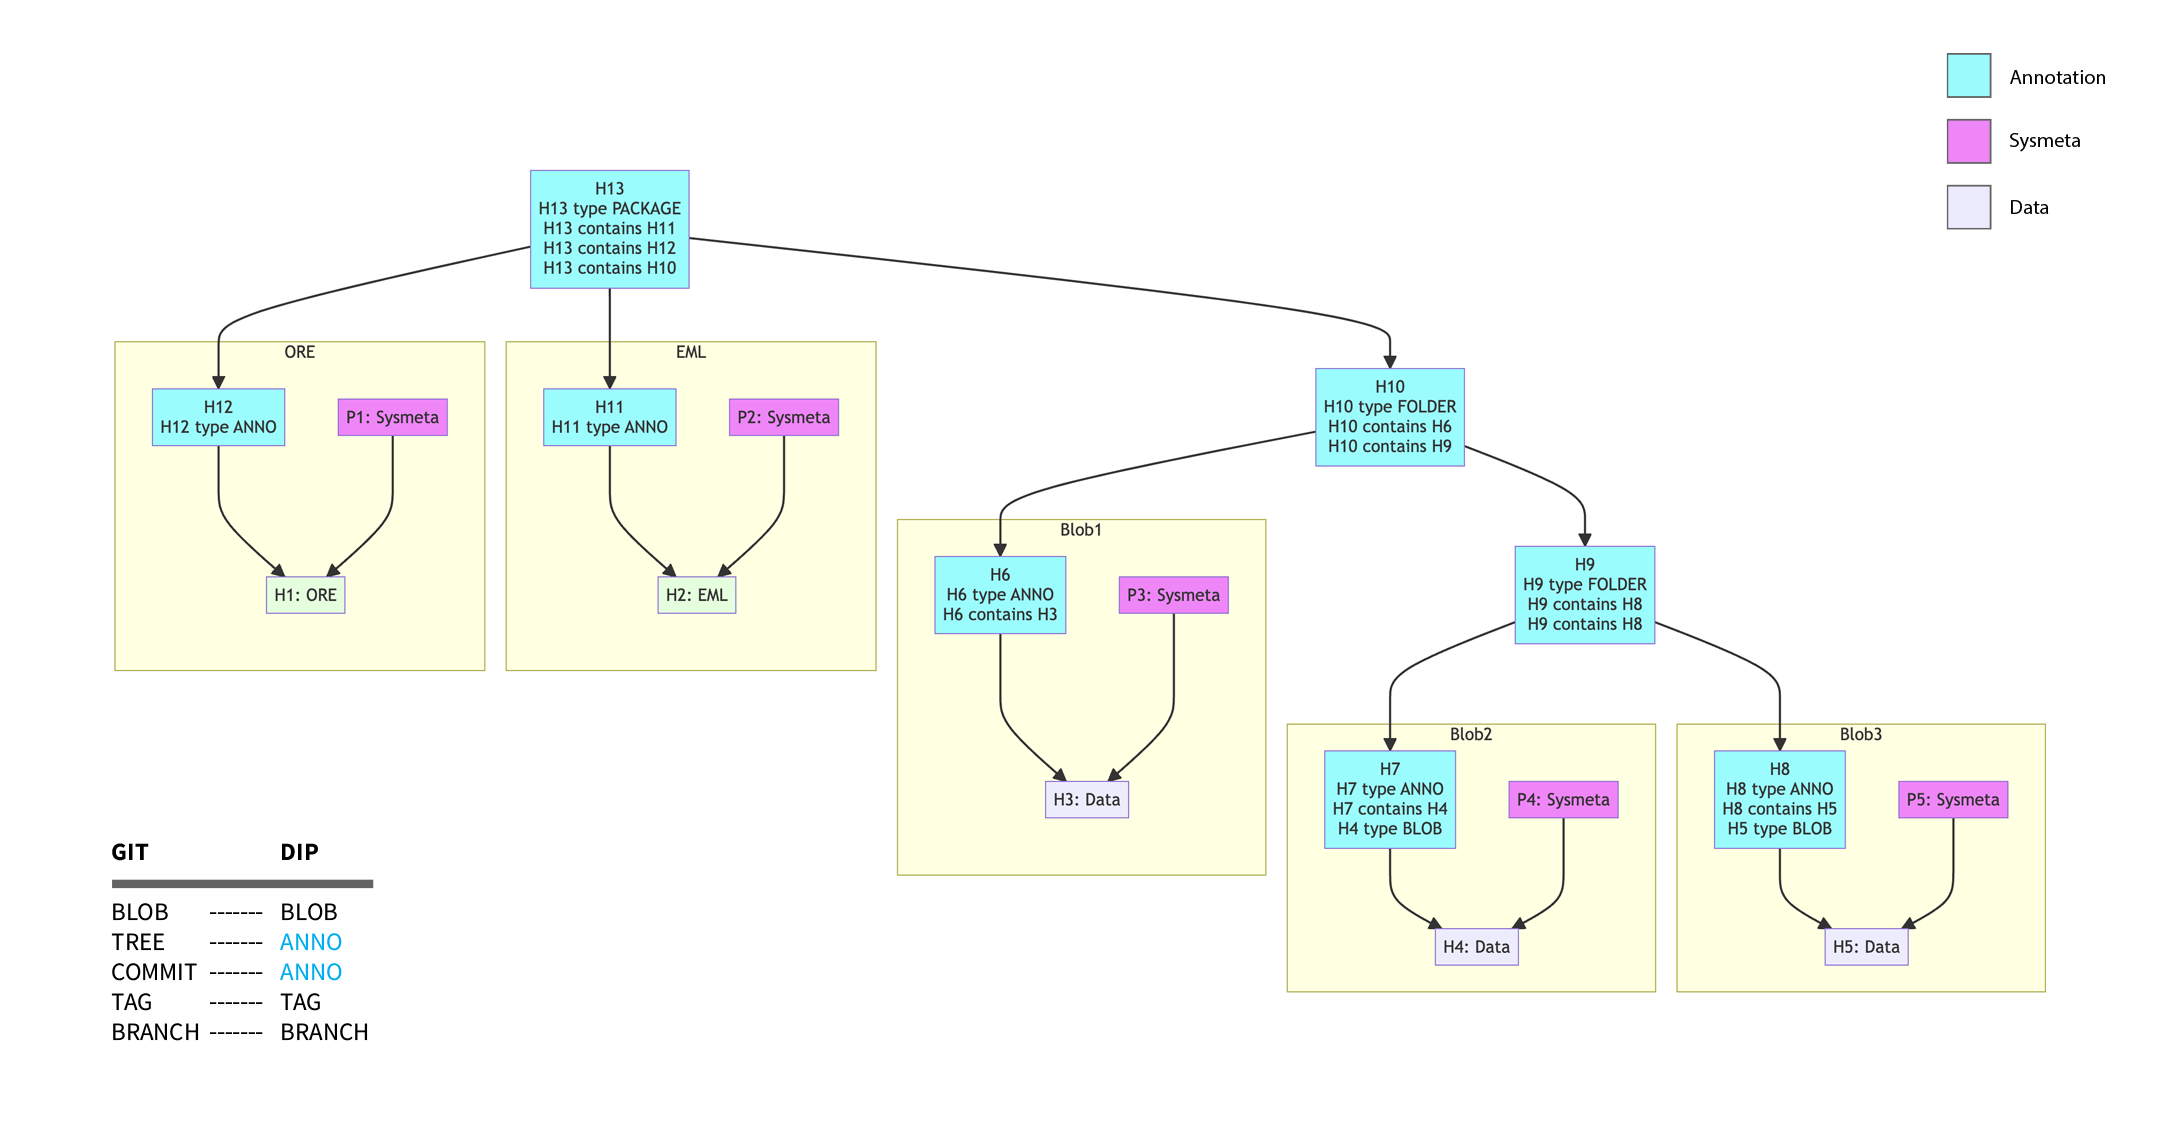 Annotation
Sysmeta
Data
H13
H13 type PACKAGE
H13 contains H11
H13 contains H12
H13 contains H10
ORE
H12
H12 type ANNO
P1: Sysmeta
H1: ORE
EML
H11
H11 type ANNO
P2: Sysmeta
H2: EML
H10
H10 type FOLDER
H10 contains H6
H10 contains H9
Blob1
H6
H6 type ANNO
H6 contains H3
P3: Sysmeta
H3: Data
H9
H9 type FOLDER
H9 contains H8
H9 contains H8
Blob2
H7
H7 type ANNO
H7 contains H4
H4 type BLOB
P4: Sysmeta
H4: Data
Blob3
H8
H8 type ANNO
H8 contains H5
H5 type BLOB
P5: Sysmeta
H5: Data
GIT DIP
BLOB ------- BLOB
TREE ------- ANNO
COMMIT ------- ANNO
TAG ------- TAG
BRANCH ------- BRANCH